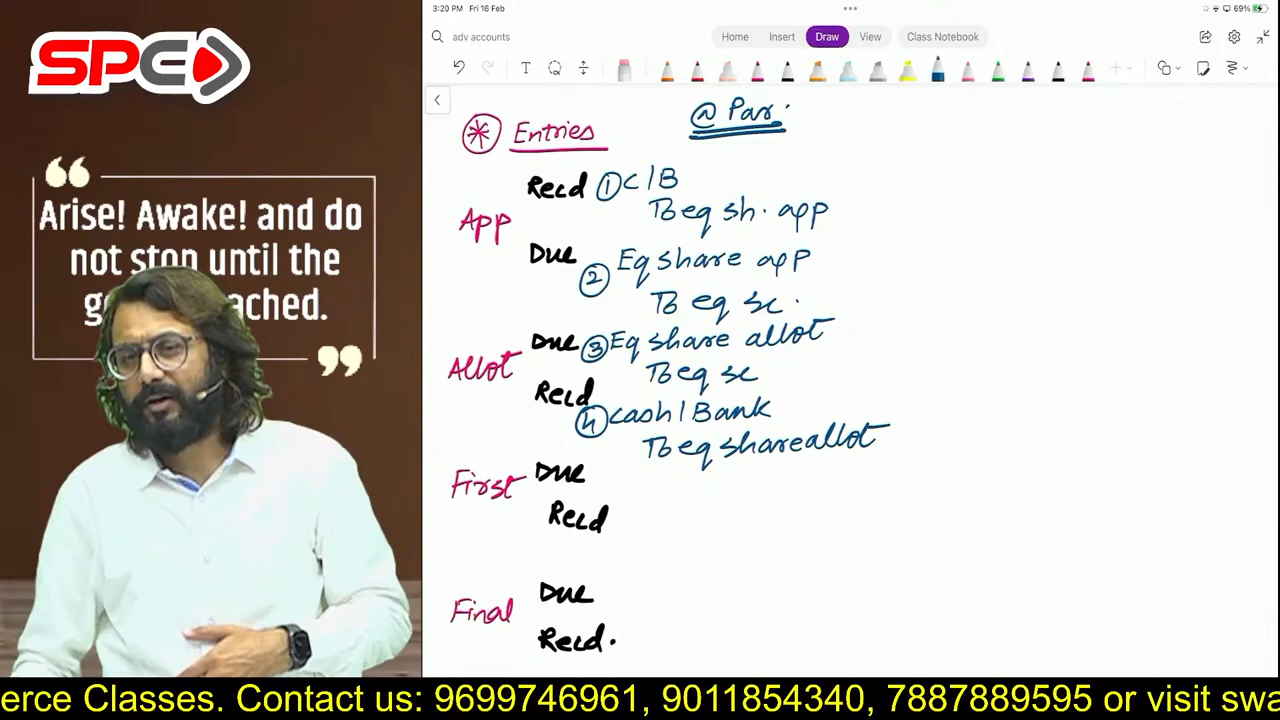 3:20 PM Fri 16 Feb
69%
SPE
adv accounts
Home Insert Draw View Class Notebook
Arise! Awake! and do
not stop until the
ached.
@ Par.
* Entries
App
Recd ① C/B
To eq sh. app
Due ② Eq share app
To eq sc.
Allot
Due ③ Eq share allot
To eq sc
Recd ④ cash/Bank
To eq share allot
First
Due
Recd
Final
Due
Recd.
erce Classes. Contact us: 9699746961, 9011854340, 7887889595 or visit swa